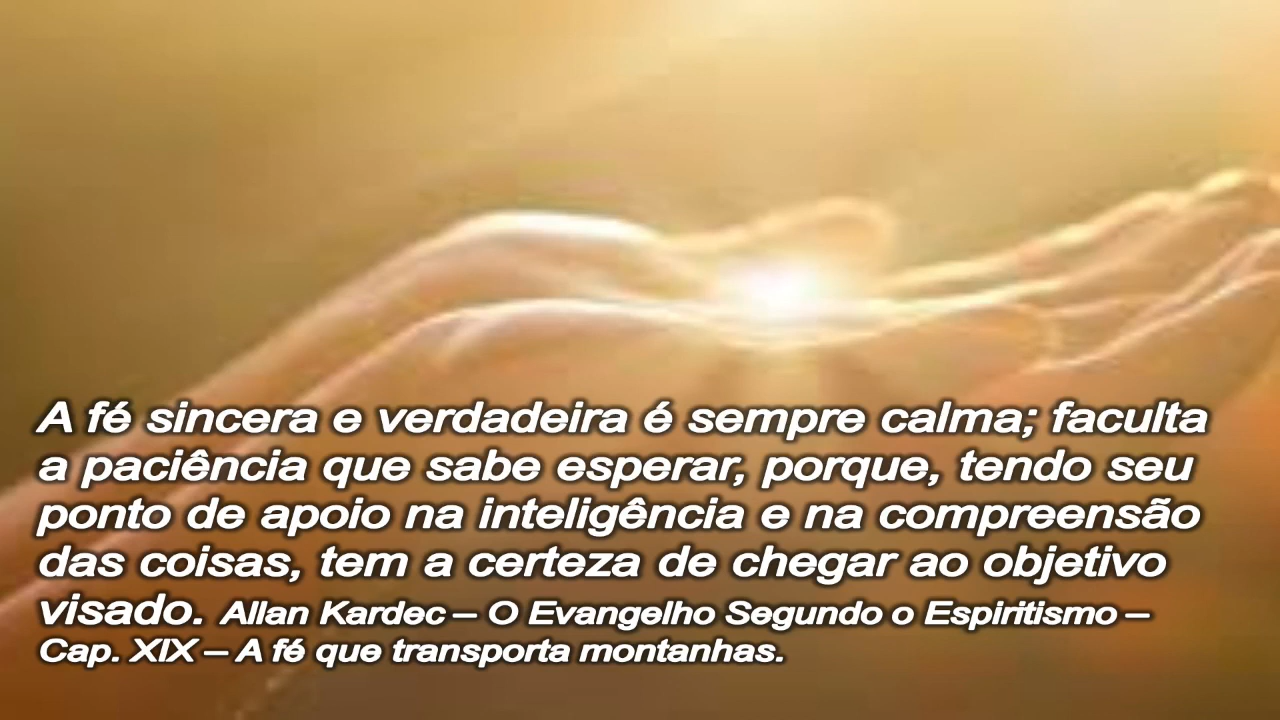 A fé sincera e verdadeira é sempre calma; faculta
a paciência que sabe esperar, porque, tendo seu
ponto de apoio na inteligência e na compreensão
das coisas, tem a certeza de chegar ao objetivo
visado. Allan Kardec – O Evangelho Segundo o Espiritismo –
Cap. XIX – A fé que transporta montanhas.